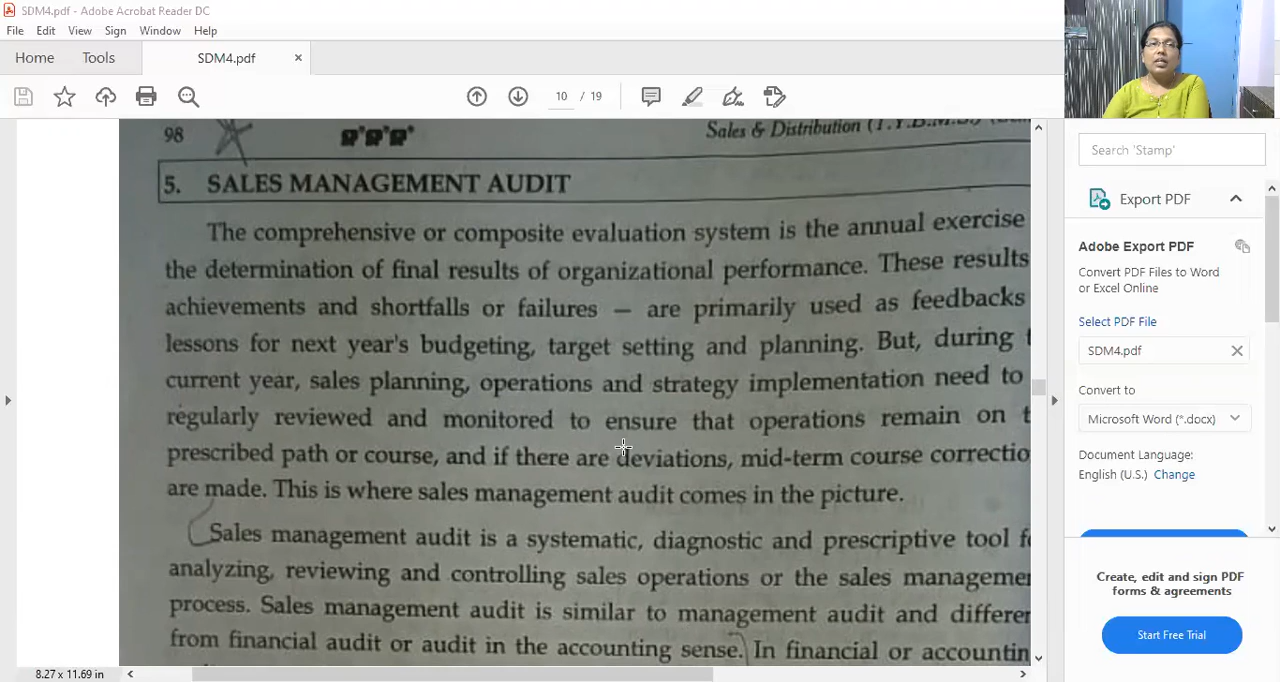 SDM4.pdf - Adobe Acrobat Reader DC
File Edit View Sign Window Help
Home Tools SDM4.pdf ×
10 / 19
98 Sales & Distribution (T.Y.B.M.S.)
5. SALES MANAGEMENT AUDIT
The comprehensive or composite evaluation system is the annual exercise
the determination of final results of organizational performance. These results
achievements and shortfalls or failures — are primarily used as feedbacks
lessons for next year's budgeting, target setting and planning. But, during t
current year, sales planning, operations and strategy implementation need to
regularly reviewed and monitored to ensure that operations remain on t
prescribed path or course, and if there are deviations, mid-term course correctio
are made. This is where sales management audit comes in the picture.
Sales management audit is a systematic, diagnostic and prescriptive tool fo
analyzing, reviewing and controlling sales operations or the sales managemen
process. Sales management audit is similar to management audit and differen
from financial audit or audit in the accounting sense. In financial or accountin
8.27 x 11.69 in
Search 'Stamp'
Export PDF
Adobe Export PDF
Convert PDF Files to Word
or Excel Online
Select PDF File
SDM4.pdf
Convert to
Microsoft Word (*.docx)
Document Language:
English (U.S.) Change
Create, edit and sign PDF
forms & agreements
Start Free Trial